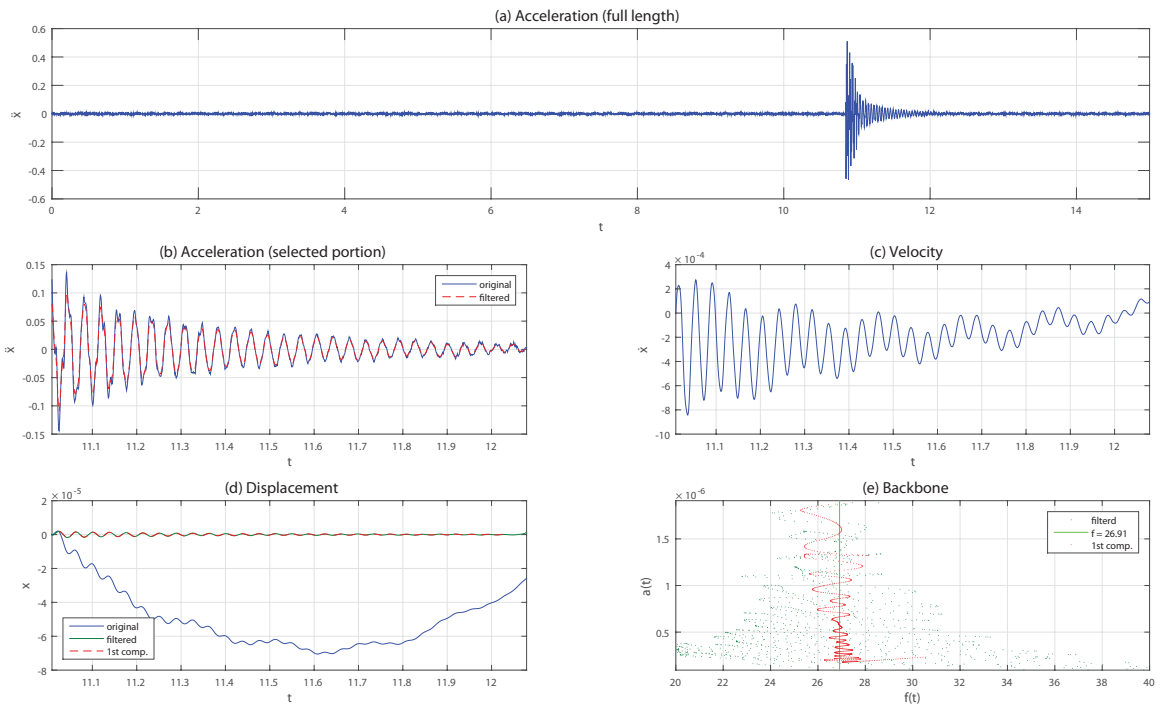 (a) Acceleration (full length)
0.6
0.4
0.2
0
-0.2
-0.4
-0.6
ẍ
0 2 4 6 8 10 12 14
t
(b) Acceleration (selected portion)
0.15
0.1
0.05
0
-0.05
-0.1
-0.15
ẍ
original
filtered
11.1 11.2 11.3 11.4 11.5 11.6 11.7 11.8 11.9 12
t
(c) Velocity
× 10⁻⁴
4
2
0
-2
-4
-6
-8
-10
ẋ
11.1 11.2 11.3 11.4 11.5 11.6 11.7 11.8 11.9 12
t
(d) Displacement
× 10⁻⁵
2
0
-2
-4
-6
-8
x
original
filtered
1st comp.
11.1 11.2 11.3 11.4 11.5 11.6 11.7 11.8 11.9 12
t
(e) Backbone
× 10⁻⁶
1.5
1
0.5
a(t)
filterd
f = 26.91
1st comp.
20 22 24 26 28 30 32 34 36 38 40
f(t)